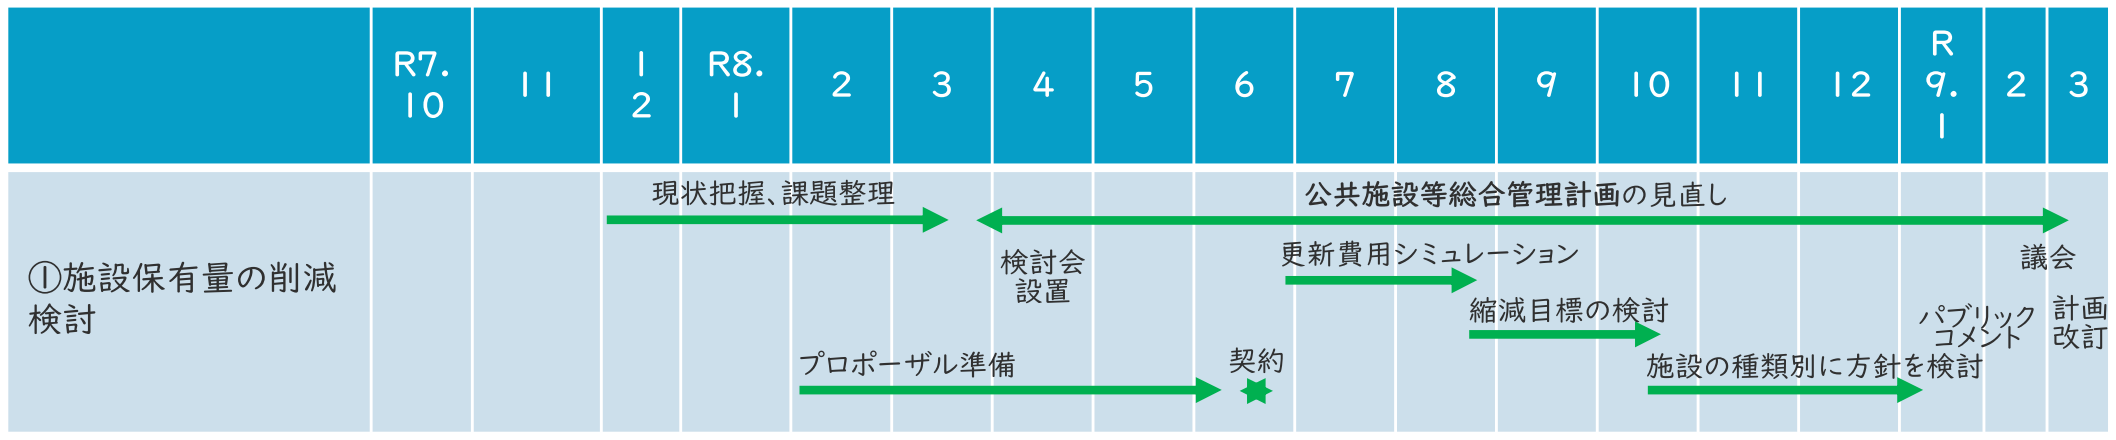 R7.
10
11
1
2
R8.
1
2
3
4
5
6
7
8
9
10
11
12
R
9.
1
2
3
①施設保有量の削減
検討
現状把握、課題整理
公共施設等総合管理計画の見直し
検討会
設置
更新費用シミュレーション
議会
縮減目標の検討
パブリック
コメント
計画
改訂
プロポーザル準備
契約
施設の種類別に方針を検討